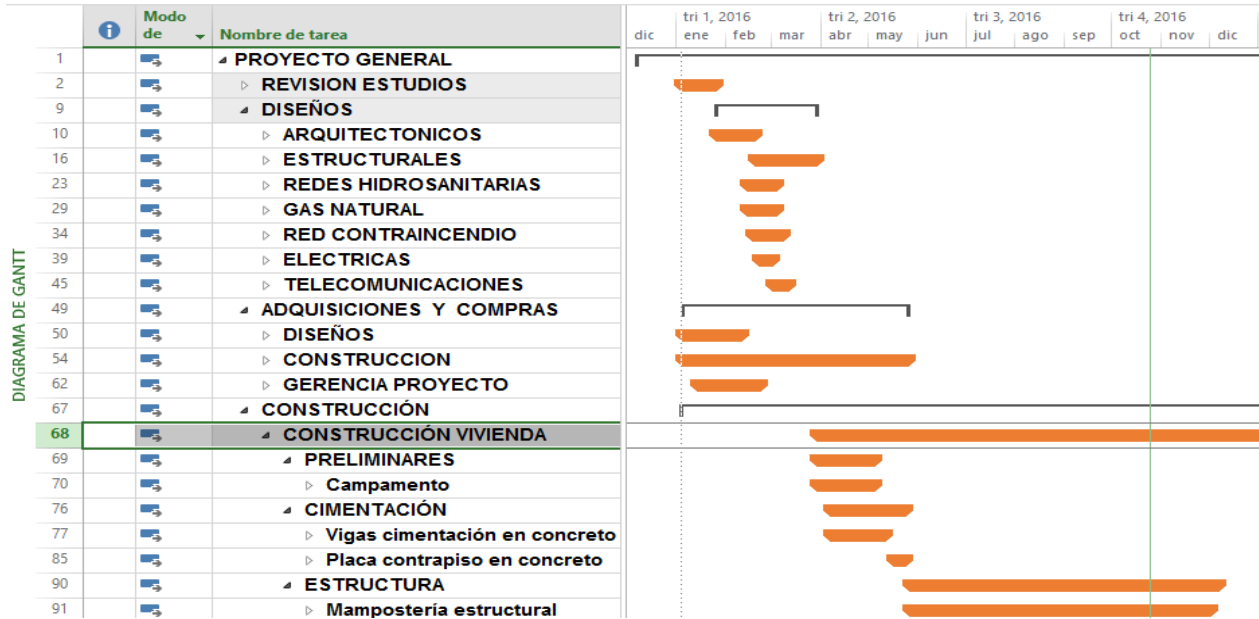 Modo
de
Nombre de tarea
tri 1, 2016 tri 2, 2016 tri 3, 2016 tri 4, 2016
dic ene feb mar abr may jun jul ago sep oct nov dic
DIAGRAMA DE GANTT
1 PROYECTO GENERAL
2 REVISION ESTUDIOS
9 DISEÑOS
10 ARQUITECTONICOS
16 ESTRUCTURALES
23 REDES HIDROSANITARIAS
29 GAS NATURAL
34 RED CONTRAINCENDIO
39 ELECTRICAS
45 TELECOMUNICACIONES
49 ADQUISICIONES Y COMPRAS
50 DISEÑOS
54 CONSTRUCCION
62 GERENCIA PROYECTO
67 CONSTRUCCIÓN
68 CONSTRUCCIÓN VIVIENDA
69 PRELIMINARES
70 Campamento
76 CIMENTACIÓN
77 Vigas cimentación en concreto
85 Placa contrapiso en concreto
90 ESTRUCTURA
91 Mampostería estructural